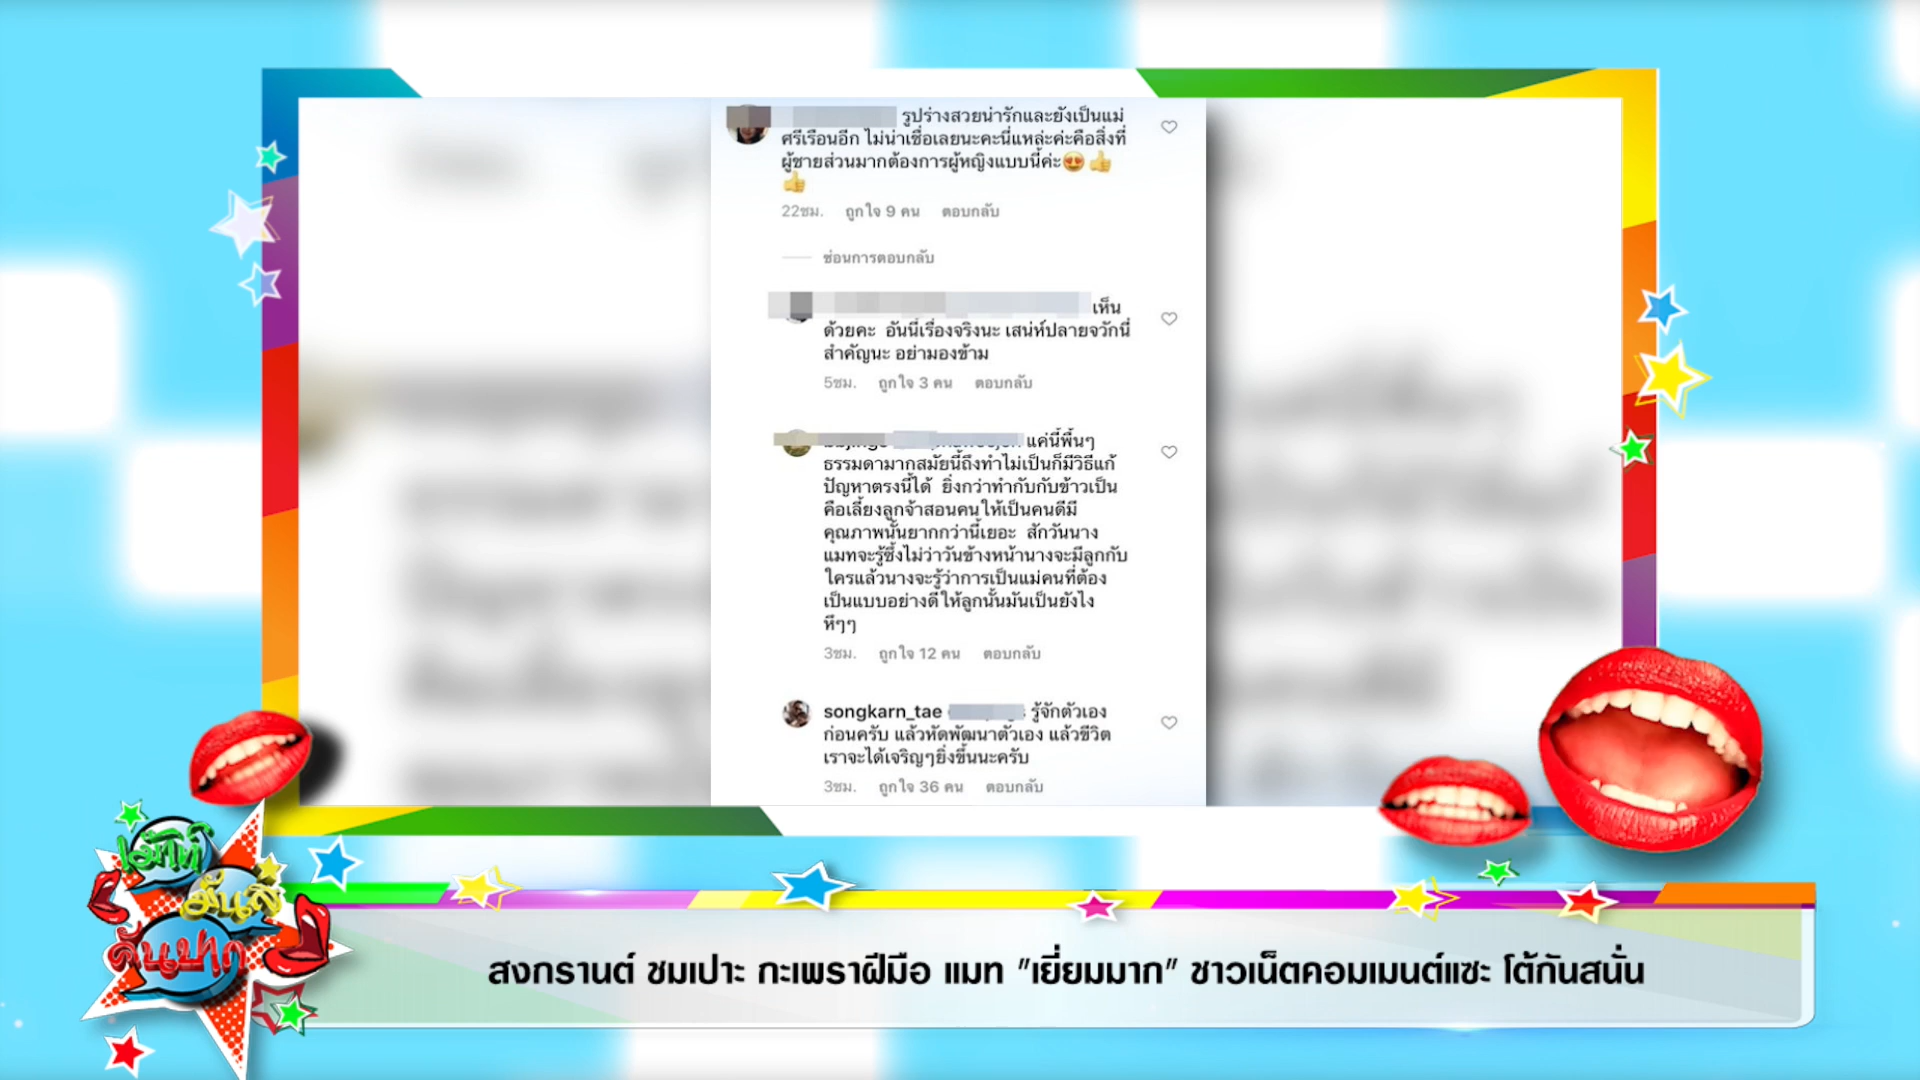 รูปร่างสวยน่ารักและยังเป็นแม่
ศรีเรือนอีก ไม่น่าเชื่อเลยนะคะนี่แหล่ะค่ะคือสิ่งที่
ผู้ชายส่วนมากต้องการผู้หญิงแบบนี้ค่ะ😍👍
👍
22ชม. ถูกใจ 9 คน ตอบกลับ
ซ่อนการตอบกลับ
เห็น
ด้วยคะ อันนี้เรื่องจริงนะ เสน่ห์ปลายจวักนี่
สำคัญนะ อย่ามองข้าม
5ชม. ถูกใจ 3 คน ตอบกลับ
แค่นี้พื้นๆ
ธรรมดามากสมัยนี้ถึงทำไม่เป็นก็มีวิธีแก้
ปัญหาตรงนี้ได้ ยิ่งกว่าทำกับกับข้าวเป็น
คือเลี้ยงลูกจ้าสอนคนให้เป็นคนดีมี
คุณภาพนั้นยากกว่านี้เยอะ สักวันนาง
แมทจะรู้ซึ้งไม่ว่าวันข้างหน้านางจะมีลูกกับ
ใครแล้วนางจะรู้ว่าการเป็นแม่คนที่ต้อง
เป็นแบบอย่างดีให้ลูกนั้นมันเป็นยังไง
หึๆๆ
3ชม. ถูกใจ 12 คน ตอบกลับ
songkarn_tae รู้จักตัวเอง
ก่อนครับ แล้วหัดพัฒนาตัวเอง แล้วชีวิต
เราจะได้เจริญๆยิ่งขึ้นนะครับ
3ชม. ถูกใจ 36 คน ตอบกลับ
เม้าท์
มันส์
คันปาก
สงกรานต์ ชมเปาะ กะเพราฝีมือ แมท "เยี่ยมมาก" ชาวเน็ตคอมเมนต์แซะ โต้กันสนั่น